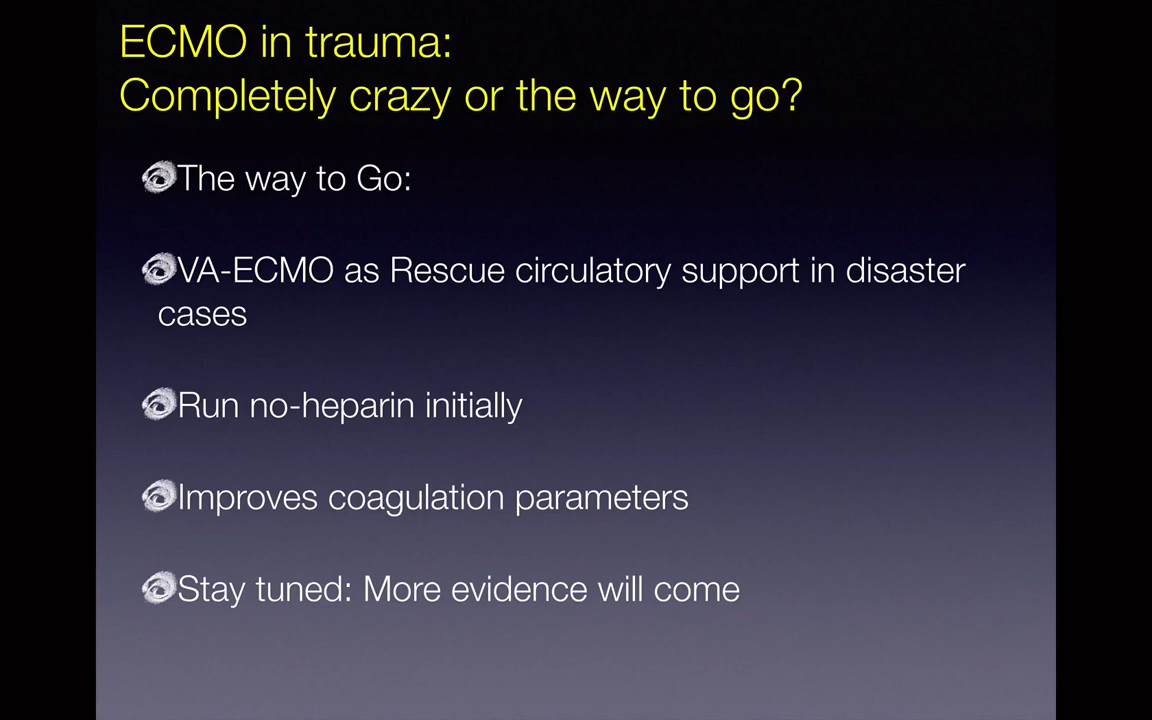 ECMO in trauma:
Completely crazy or the way to go?
The way to Go:
VA-ECMO as Rescue circulatory support in disaster
cases
Run no-heparin initially
Improves coagulation parameters
Stay tuned: More evidence will come